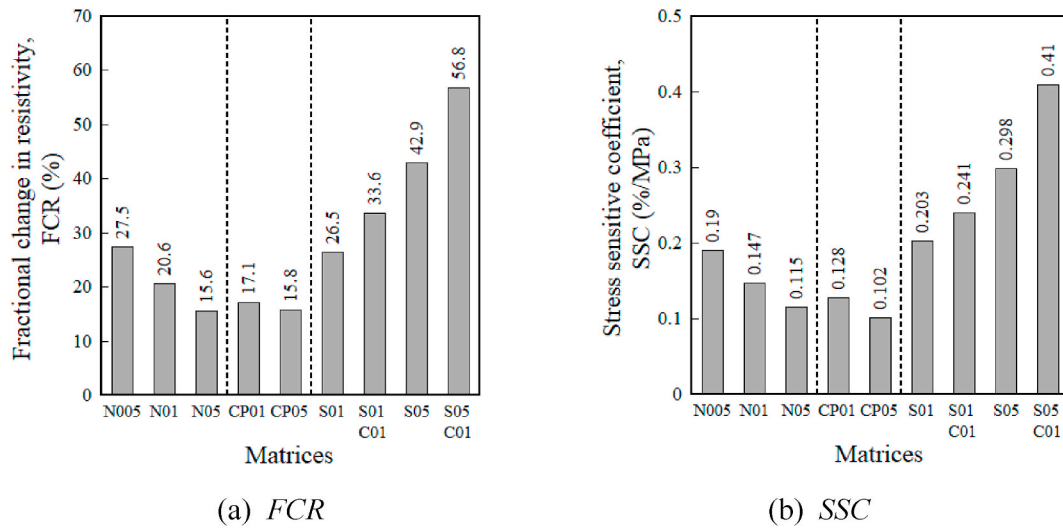 Fractional change in resistivity,
FCR (%)
70
60
50
40
30
20
10
0
27.5
20.6
15.6
17.1
15.8
26.5
33.6
42.9
56.8
N005 N01 N05 CP01 CP05 S01 S01 S05 S05
C01 C01
Matrices
(a) FCR
Stress sensitive coefficient,
SSC (%/MPa)
0.5
0.4
0.3
0.2
0.1
0
0.19
0.147
0.115
0.128
0.102
0.203
0.241
0.298
0.41
N005 N01 N05 CP01 CP05 S01 S01 S05 S05
C01 C01
Matrices
(b) SSC